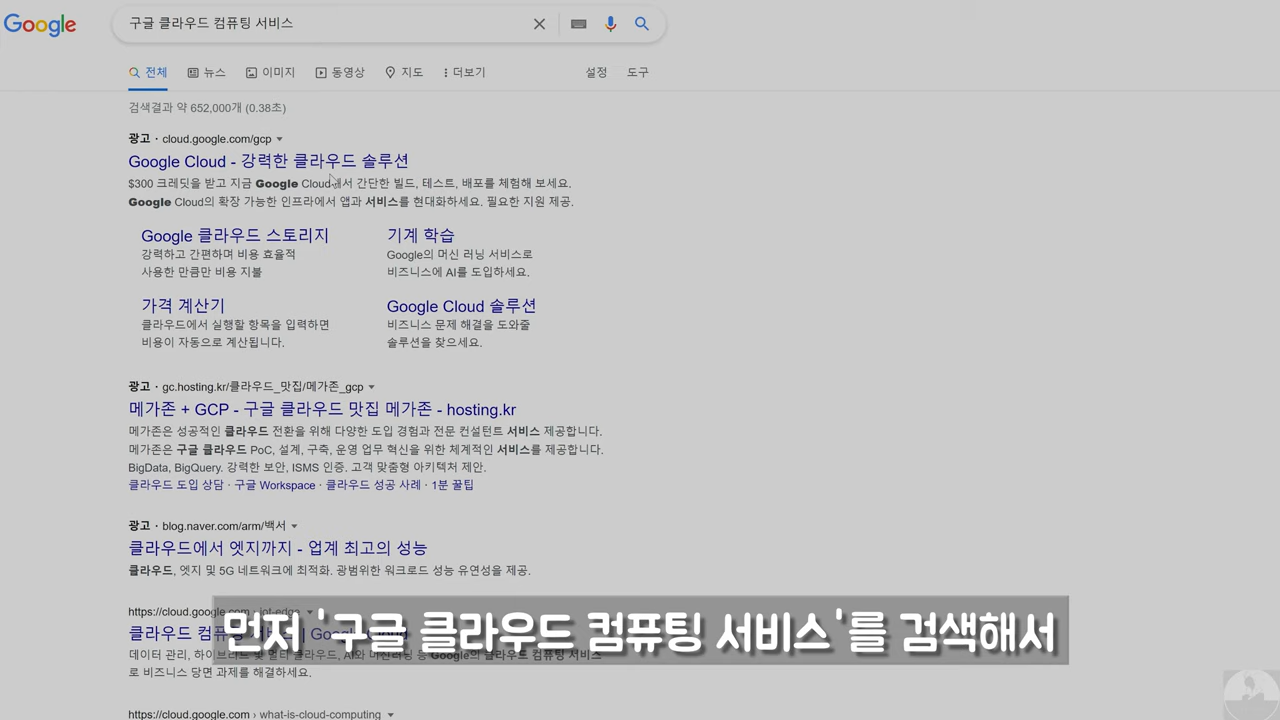 Google
구글 클라우드 컴퓨팅 서비스
전체 뉴스 이미지 동영상 지도 더보기 설정 도구
검색결과 약 652,000개 (0.38초)
광고 · cloud.google.com/gcp
Google Cloud - 강력한 클라우드 솔루션
$300 크레딧을 받고 지금 Google Cloud에서 간단한 빌드, 테스트, 배포를 체험해 보세요.
Google Cloud의 확장 가능한 인프라에서 앱과 서비스를 현대화하세요. 필요한 지원 제공.
Google 클라우드 스토리지
강력하고 간편하며 비용 효율적
사용한 만큼만 비용 지불
기계 학습
Google의 머신 러닝 서비스로
비즈니스에 AI를 도입하세요.
가격 계산기
클라우드에서 실행할 항목을 입력하면
비용이 자동으로 계산됩니다.
Google Cloud 솔루션
비즈니스 문제 해결을 도와줄
솔루션을 찾으세요.
광고 · gc.hosting.kr/클라우드_맛집/메가존_gcp
메가존 + GCP - 구글 클라우드 맛집 메가존 - hosting.kr
메가존은 성공적인 클라우드 전환을 위해 다양한 도입 경험과 전문 컨설턴트 서비스 제공합니다.
메가존은 구글 클라우드 PoC, 설계, 구축, 운영 업무 혁신을 위한 체계적인 서비스를 제공합니다.
BigData, BigQuery. 강력한 보안, ISMS 인증. 고객 맞춤형 아키텍처 제안.
클라우드 도입 상담 · 구글 Workspace · 클라우드 성공 사례 · 1분 꿀팁
광고 · blog.naver.com/arm/백서
클라우드에서 엣지까지 - 업계 최고의 성능
클라우드, 엣지 및 5G 네트워크에 최적화. 광범위한 워크로드 성능 유연성을 제공.
https://cloud.google.com › iot-edge
클라우드 컴퓨팅 서비스 | Google Cloud
먼저 '구글 클라우드 컴퓨팅 서비스'를 검색해서
데이터 관리, 하이브리드 및 멀티 클라우드, AI와 머신러닝 등 Google의 클라우드 컴퓨팅 서비스
로 비즈니스 당면 과제를 해결하세요.
https://cloud.google.com › what-is-cloud-computing